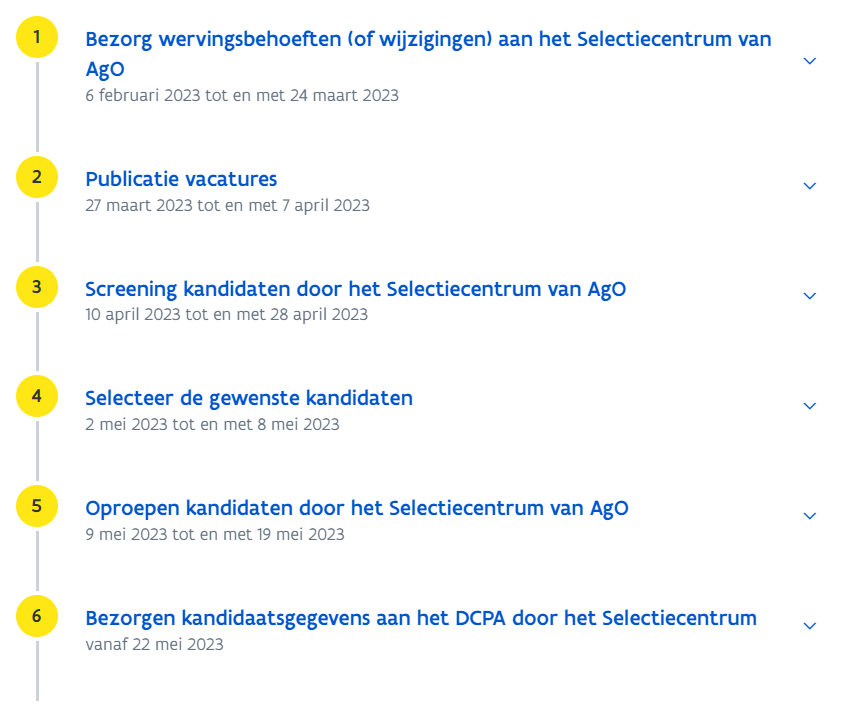 1
Bezorg wervingsbehoeften (of wijzigingen) aan het Selectiecentrum van
AgO
6 februari 2023 tot en met 24 maart 2023
2
Publicatie vacatures
27 maart 2023 tot en met 7 april 2023
3
Screening kandidaten door het Selectiecentrum van AgO
10 april 2023 tot en met 28 april 2023
4
Selecteer de gewenste kandidaten
2 mei 2023 tot en met 8 mei 2023
5
Oproepen kandidaten door het Selectiecentrum van AgO
9 mei 2023 tot en met 19 mei 2023
6
Bezorgen kandidaatsgegevens aan het DCPA door het Selectiecentrum
vanaf 22 mei 2023